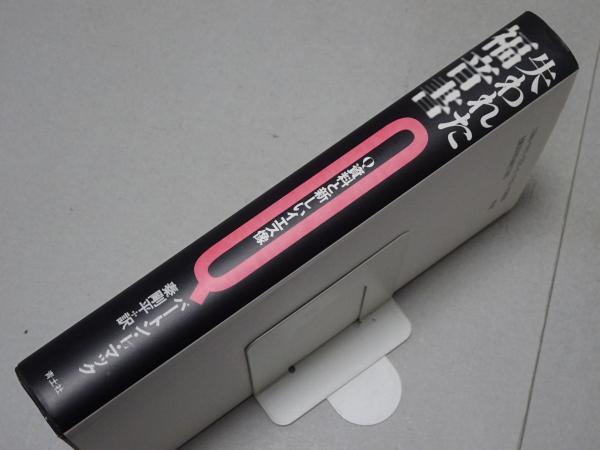 失われた
福音書
Q資料と新しいイエス像
バートン・L・マック
秦剛平＝訳
青土社